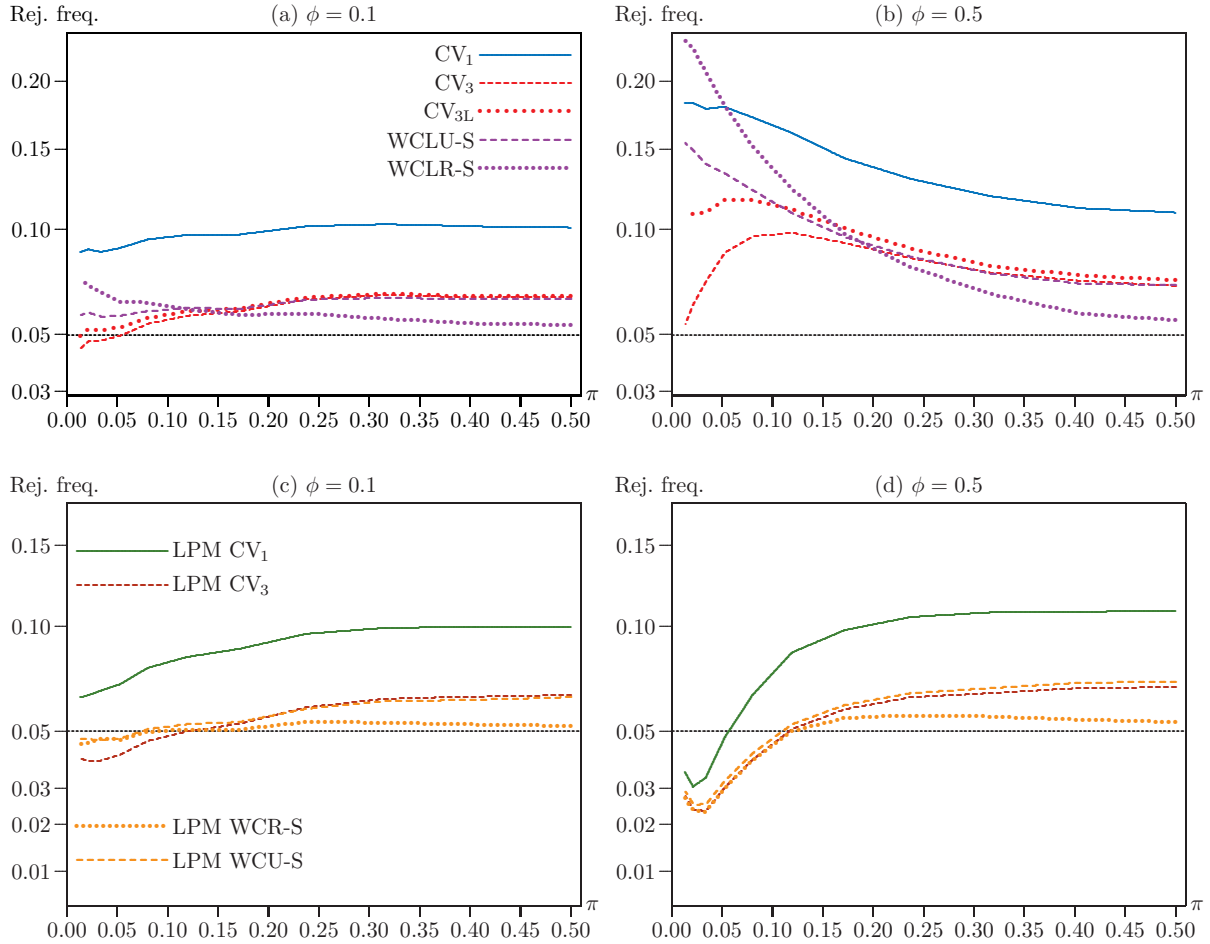 Rej. freq.
(a) ϕ = 0.1
CV₁
CV₃
CV₃L
WCLU-S
WCLR-S
0.20
0.15
0.10
0.05
0.03
0.00 0.05 0.10 0.15 0.20 0.25 0.30 0.35 0.40 0.45 0.50
π
Rej. freq.
(b) ϕ = 0.5
0.20
0.15
0.10
0.05
0.03
0.00 0.05 0.10 0.15 0.20 0.25 0.30 0.35 0.40 0.45 0.50
π
Rej. freq.
(c) ϕ = 0.1
LPM CV₁
LPM CV₃
LPM WCR-S
LPM WCU-S
0.15
0.10
0.05
0.03
0.02
0.01
0.00 0.05 0.10 0.15 0.20 0.25 0.30 0.35 0.40 0.45 0.50
π
Rej. freq.
(d) ϕ = 0.5
0.15
0.10
0.05
0.03
0.02
0.01
0.00 0.05 0.10 0.15 0.20 0.25 0.30 0.35 0.40 0.45 0.50
π